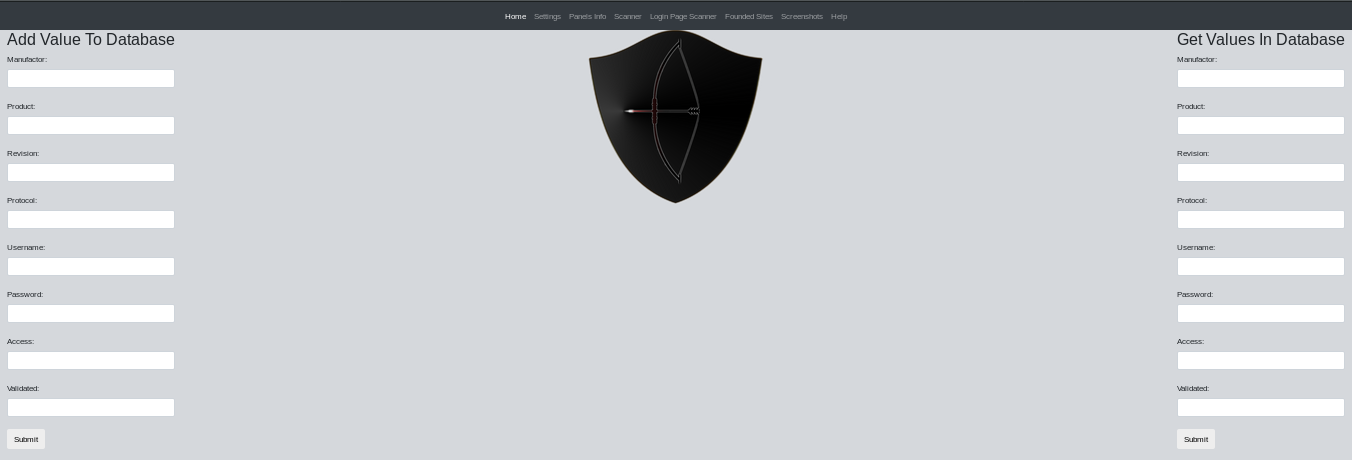 Home Settings Panels Info Scanner Login Page Scanner Founded Sites Screenshots Help
Add Value To Database
Manufactor:
Product:
Revision:
Protocol:
Username:
Password:
Access:
Validated:
Submit
Get Values In Database
Manufactor:
Product:
Revision:
Protocol:
Username:
Password:
Access:
Validated:
Submit